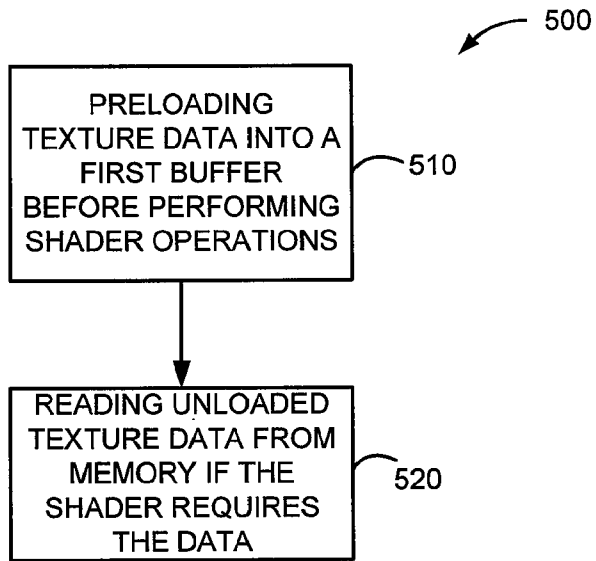 500
PRELOADING
TEXTURE DATA INTO A
FIRST BUFFER
BEFORE PERFORMING
SHADER OPERATIONS
510
READING UNLOADED
TEXTURE DATA FROM
MEMORY IF THE
SHADER REQUIRES
THE DATA
520